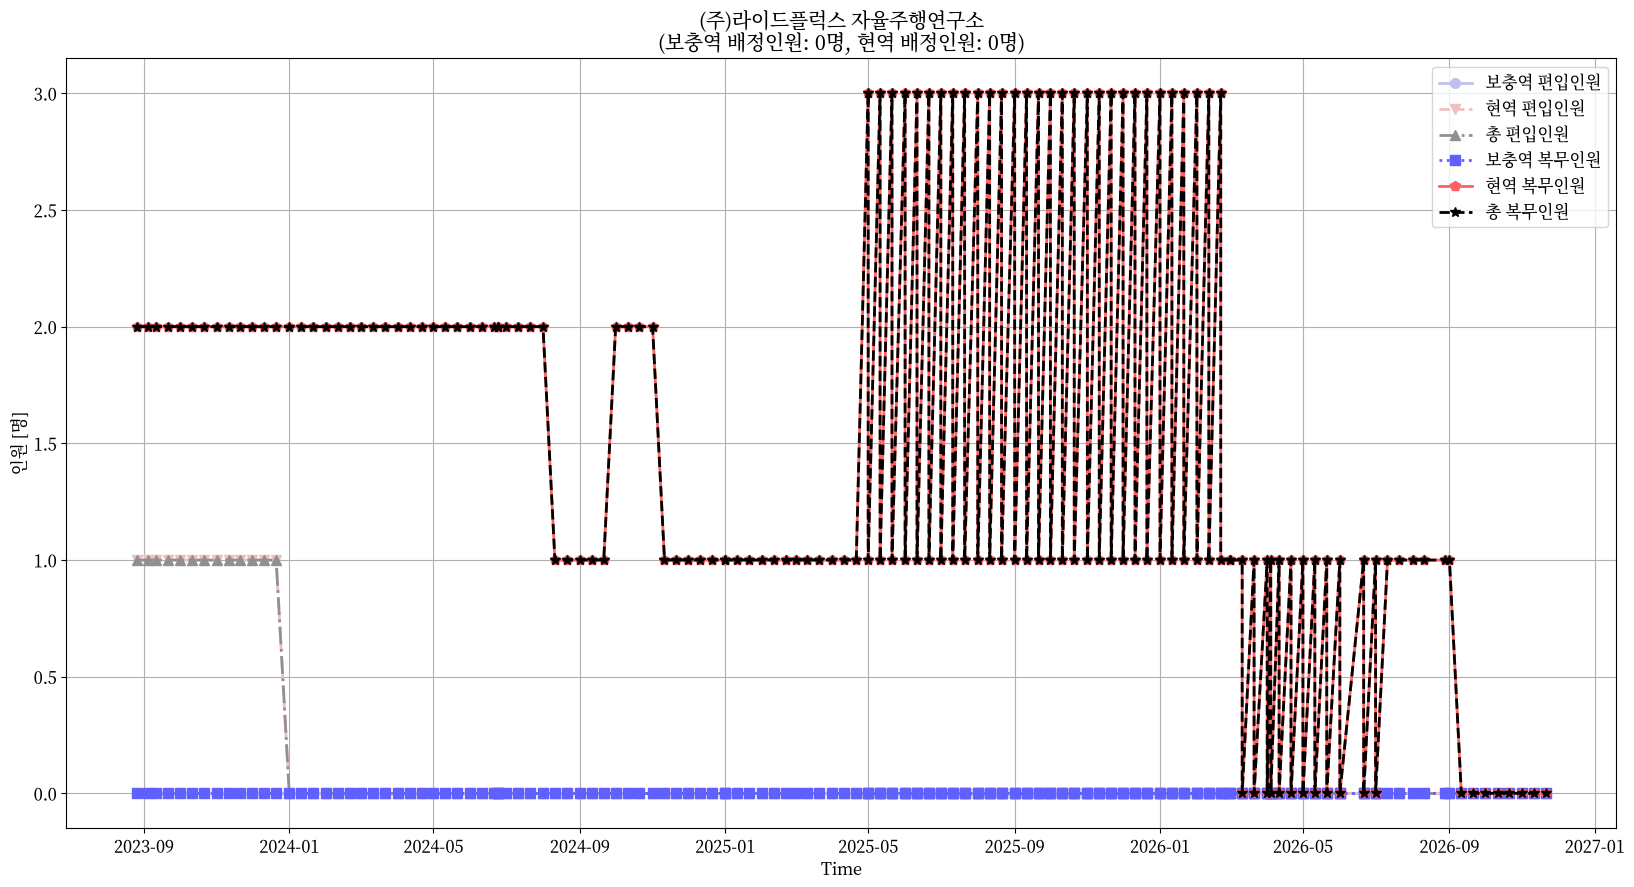 (주)라이드플럭스 자율주행연구소
(보충역 배정인원: 0명, 현역 배정인원: 0명)
보충역 편입인원
현역 편입인원
총 편입인원
보충역 복무인원
현역 복무인원
총 복무인원
인원 [명]
3.0
2.5
2.0
1.5
1.0
0.5
0.0
2023-09
2024-01
2024-05
2024-09
2025-01
2025-05
2025-09
2026-01
2026-05
2026-09
2027-01
Time